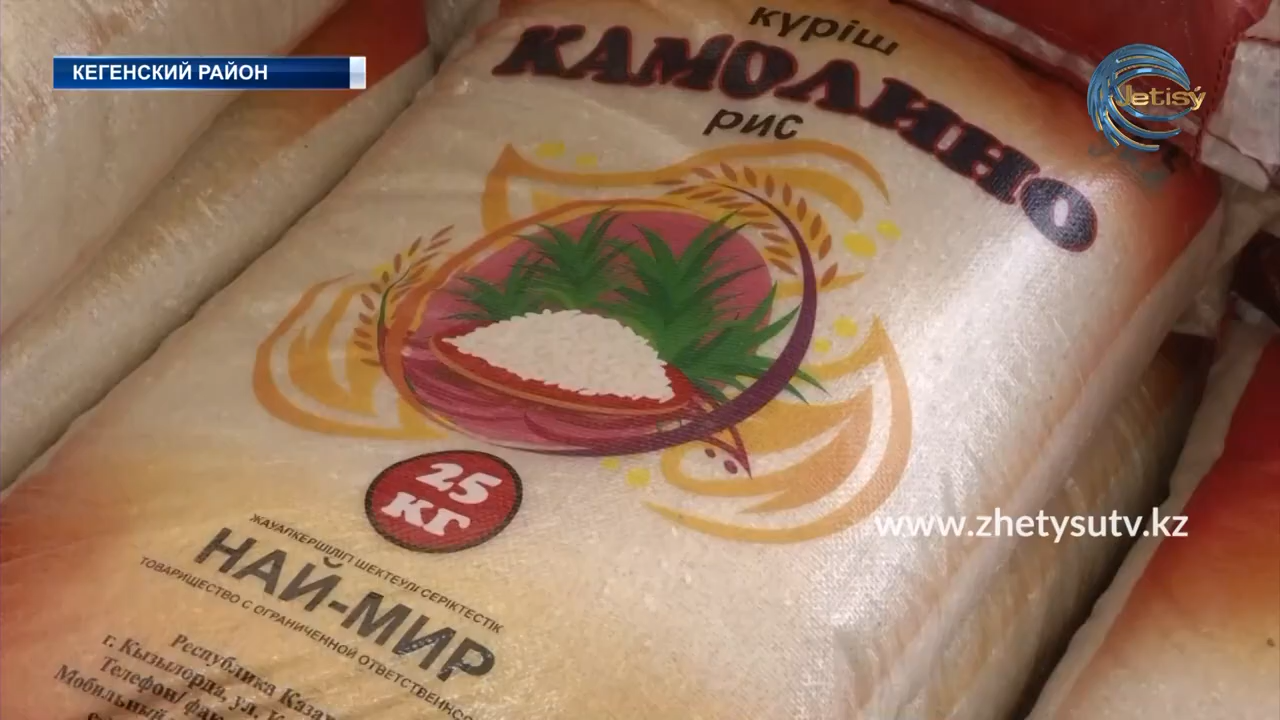 КЕГЕНСКИЙ РАЙОН
Jetisý
күріш
КАМОЛИНО
рис
25
КГ
www.zhetysutv.kz
ЖАУАПКЕРШІЛІГІ ШЕКТЕУЛІ СЕРІКТЕСТІК
НАЙ-МИР
ТОВАРИЩЕСТВО С ОГРАНИЧЕННОЙ
Республика
г. Кызылорда, ул.
Телефон/
Мобильный